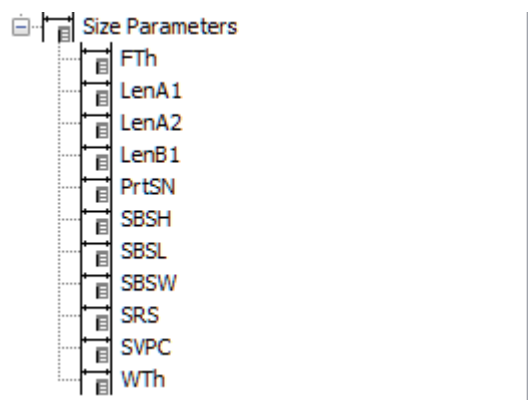 Size Parameters
FTh
LenA1
LenA2
LenB1
PrtSN
SBSH
SBSL
SBSW
SRS
SVPC
WTh